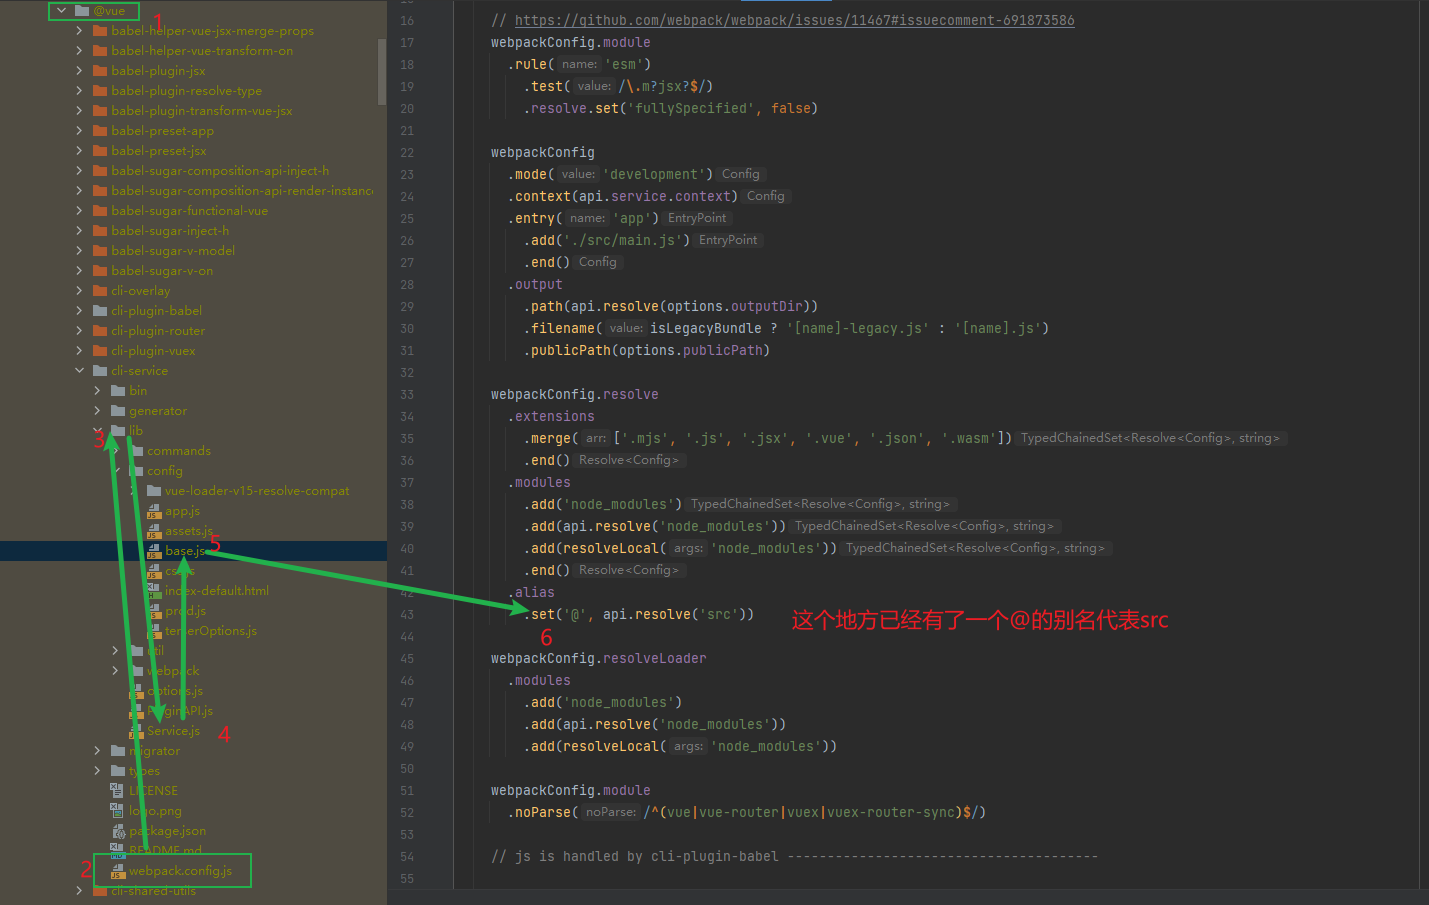 @vue
1
babel-helper-vue-jsx-merge-props
babel-helper-vue-transform-on
babel-plugin-jsx
babel-plugin-resolve-type
babel-plugin-transform-vue-jsx
babel-preset-app
babel-preset-jsx
babel-sugar-composition-api-inject-h
babel-sugar-composition-api-render-instance
babel-sugar-functional-vue
babel-sugar-inject-h
babel-sugar-v-model
babel-sugar-v-on
cli-overlay
cli-plugin-babel
cli-plugin-router
cli-plugin-vuex
cli-service
bin
generator
3 lib
commands
config
vue-loader-v15-resolve-compat
app.js
assets.js
base.js 5
css.js
index-default.html
prod.js
terserOptions.js
util
webpack
options.js
PluginAPI.js
Service.js 4
migrator
types
LICENSE
logo.png
package.json
README.md
2 webpack.config.js
cli-shared-utils
16 // https://github.com/webpack/webpack/issues/11467#issuecomment-691873586
17 webpackConfig.module
18 .rule( name: 'esm')
19 .test( value: /\.m?jsx?$/)
20 .resolve.set('fullySpecified', false)
21
22 webpackConfig
23 .mode( value: 'development') Config
24 .context(api.service.context) Config
25 .entry( name: 'app') EntryPoint
26 .add('./src/main.js') EntryPoint
27 .end() Config
28 .output
29 .path(api.resolve(options.outputDir))
30 .filename( value: isLegacyBundle ? '[name]-legacy.js' : '[name].js')
31 .publicPath(options.publicPath)
32
33 webpackConfig.resolve
34 .extensions
35 .merge( arr: ['.mjs', '.js', '.jsx', '.vue', '.json', '.wasm']) TypedChainedSet<Resolve<Config>, string>
36 .end() Resolve<Config>
37 .modules
38 .add('node_modules') TypedChainedSet<Resolve<Config>, string>
39 .add(api.resolve('node_modules')) TypedChainedSet<Resolve<Config>, string>
40 .add(resolveLocal( args: 'node_modules')) TypedChainedSet<Resolve<Config>, string>
41 .end() Resolve<Config>
42 .alias
43 .set('@', api.resolve('src')) 这个地方已经有了一个@的别名代表src
6
44
45 webpackConfig.resolveLoader
46 .modules
47 .add('node_modules')
48 .add(api.resolve('node_modules'))
49 .add(resolveLocal( args: 'node_modules'))
50
51 webpackConfig.module
52 .noParse( noParse: /^(vue|vue-router|vuex|vuex-router-sync)$/)
53
54 // js is handled by cli-plugin-babel ---------------------------------------
55